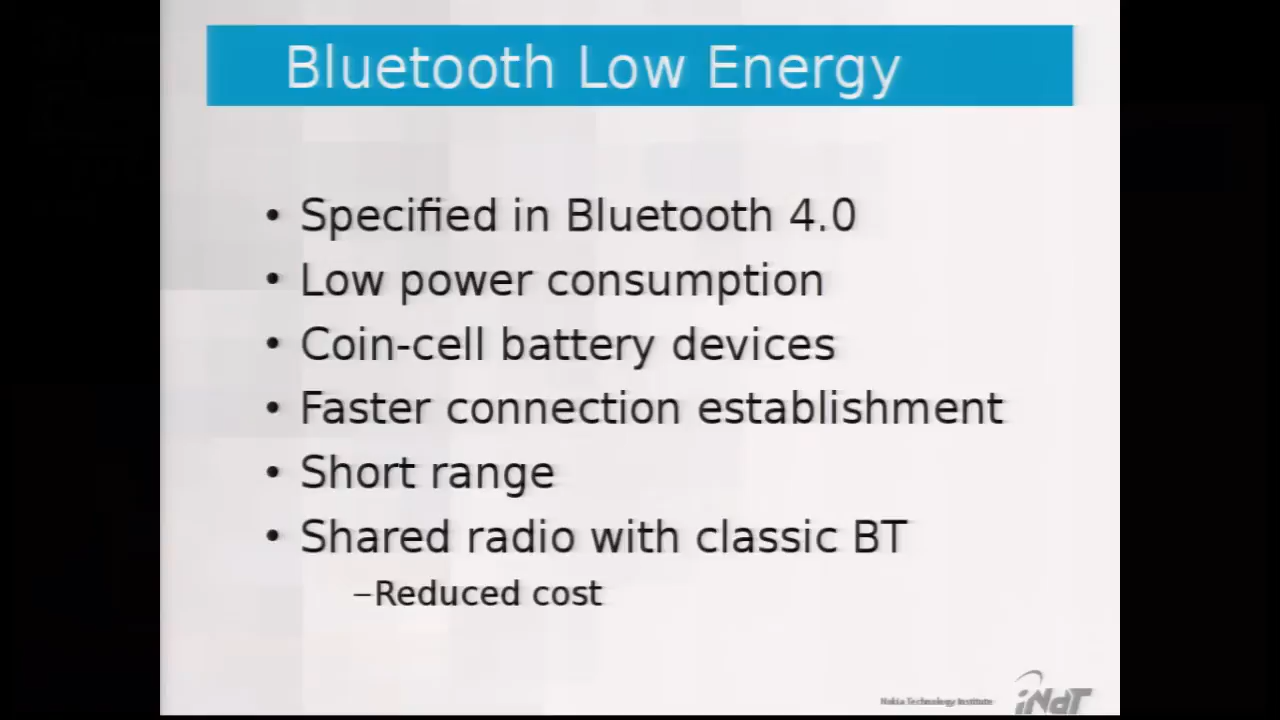 Bluetooth Low Energy
• Specified in Bluetooth 4.0
• Low power consumption
• Coin-cell battery devices
• Faster connection establishment
• Short range
• Shared radio with classic BT
–Reduced cost
Nokia Technology Institute
iNdT